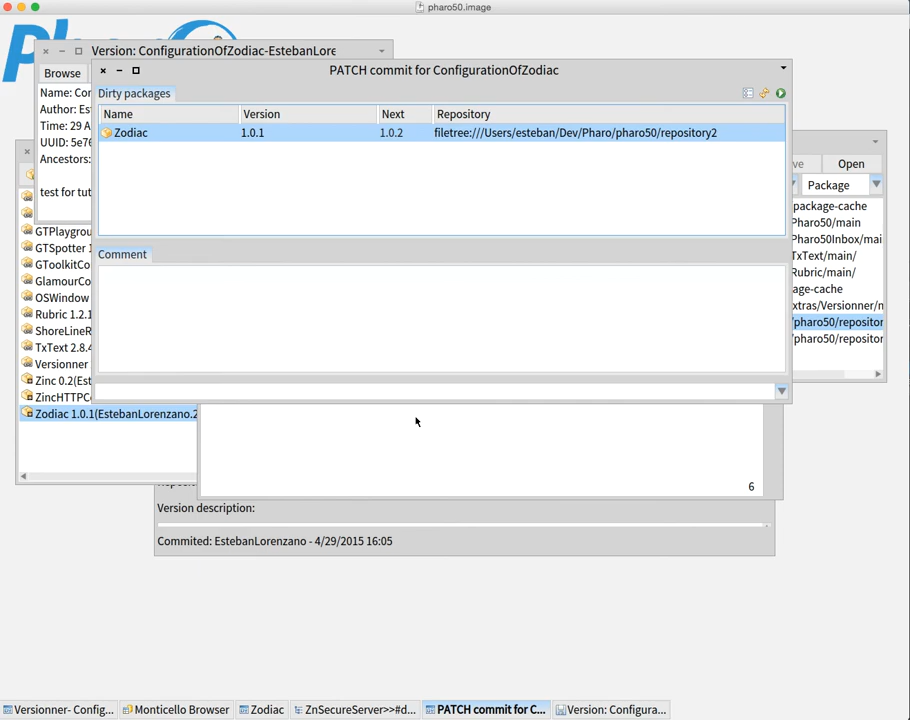 pharo50.image
Version: ConfigurationOfZodiac-EstebanLore
PATCH commit for ConfigurationOfZodiac
Browse
Dirty packages
Name: Con
Author: Es
Time: 29 A
UUID: 5e76
Ancestors:
test for tut
Name Version Next Repository
Zodiac 1.0.1 1.0.2 filetree:///Users/esteban/Dev/Pharo/pharo50/repository2
Comment
ve Open
Package
package-cache
Pharo50/main
Pharo50Inbox/mai
TxText/main/
Rubric/main/
age-cache
xtras/Versionner/m
pharo50/repositor
pharo50/repositor
GTPlaygrou
GTSpotter 1
GToolkitCo
GlamourCo
OSWindow
Rubric 1.2.1
ShoreLineR
TxText 2.8.4
Versionner
Zinc 0.2(Est
ZincHTTPC
Zodiac 1.0.1(EstebanLorenzano.2
6
Version description:
Commited: EstebanLorenzano - 4/29/2015 16:05
Versionner- Config... Monticello Browser Zodiac ZnSecureServer>>#d... PATCH commit for C... Version: Configura...